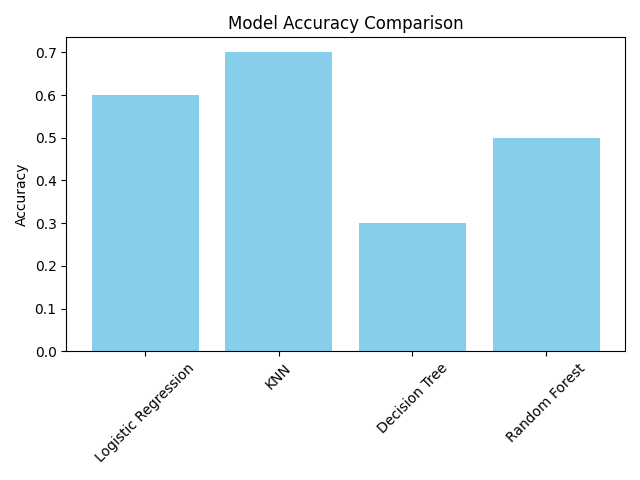 Model Accuracy Comparison
Accuracy
0.7
0.6
0.5
0.4
0.3
0.2
0.1
0.0
Logistic Regression
KNN
Decision Tree
Random Forest